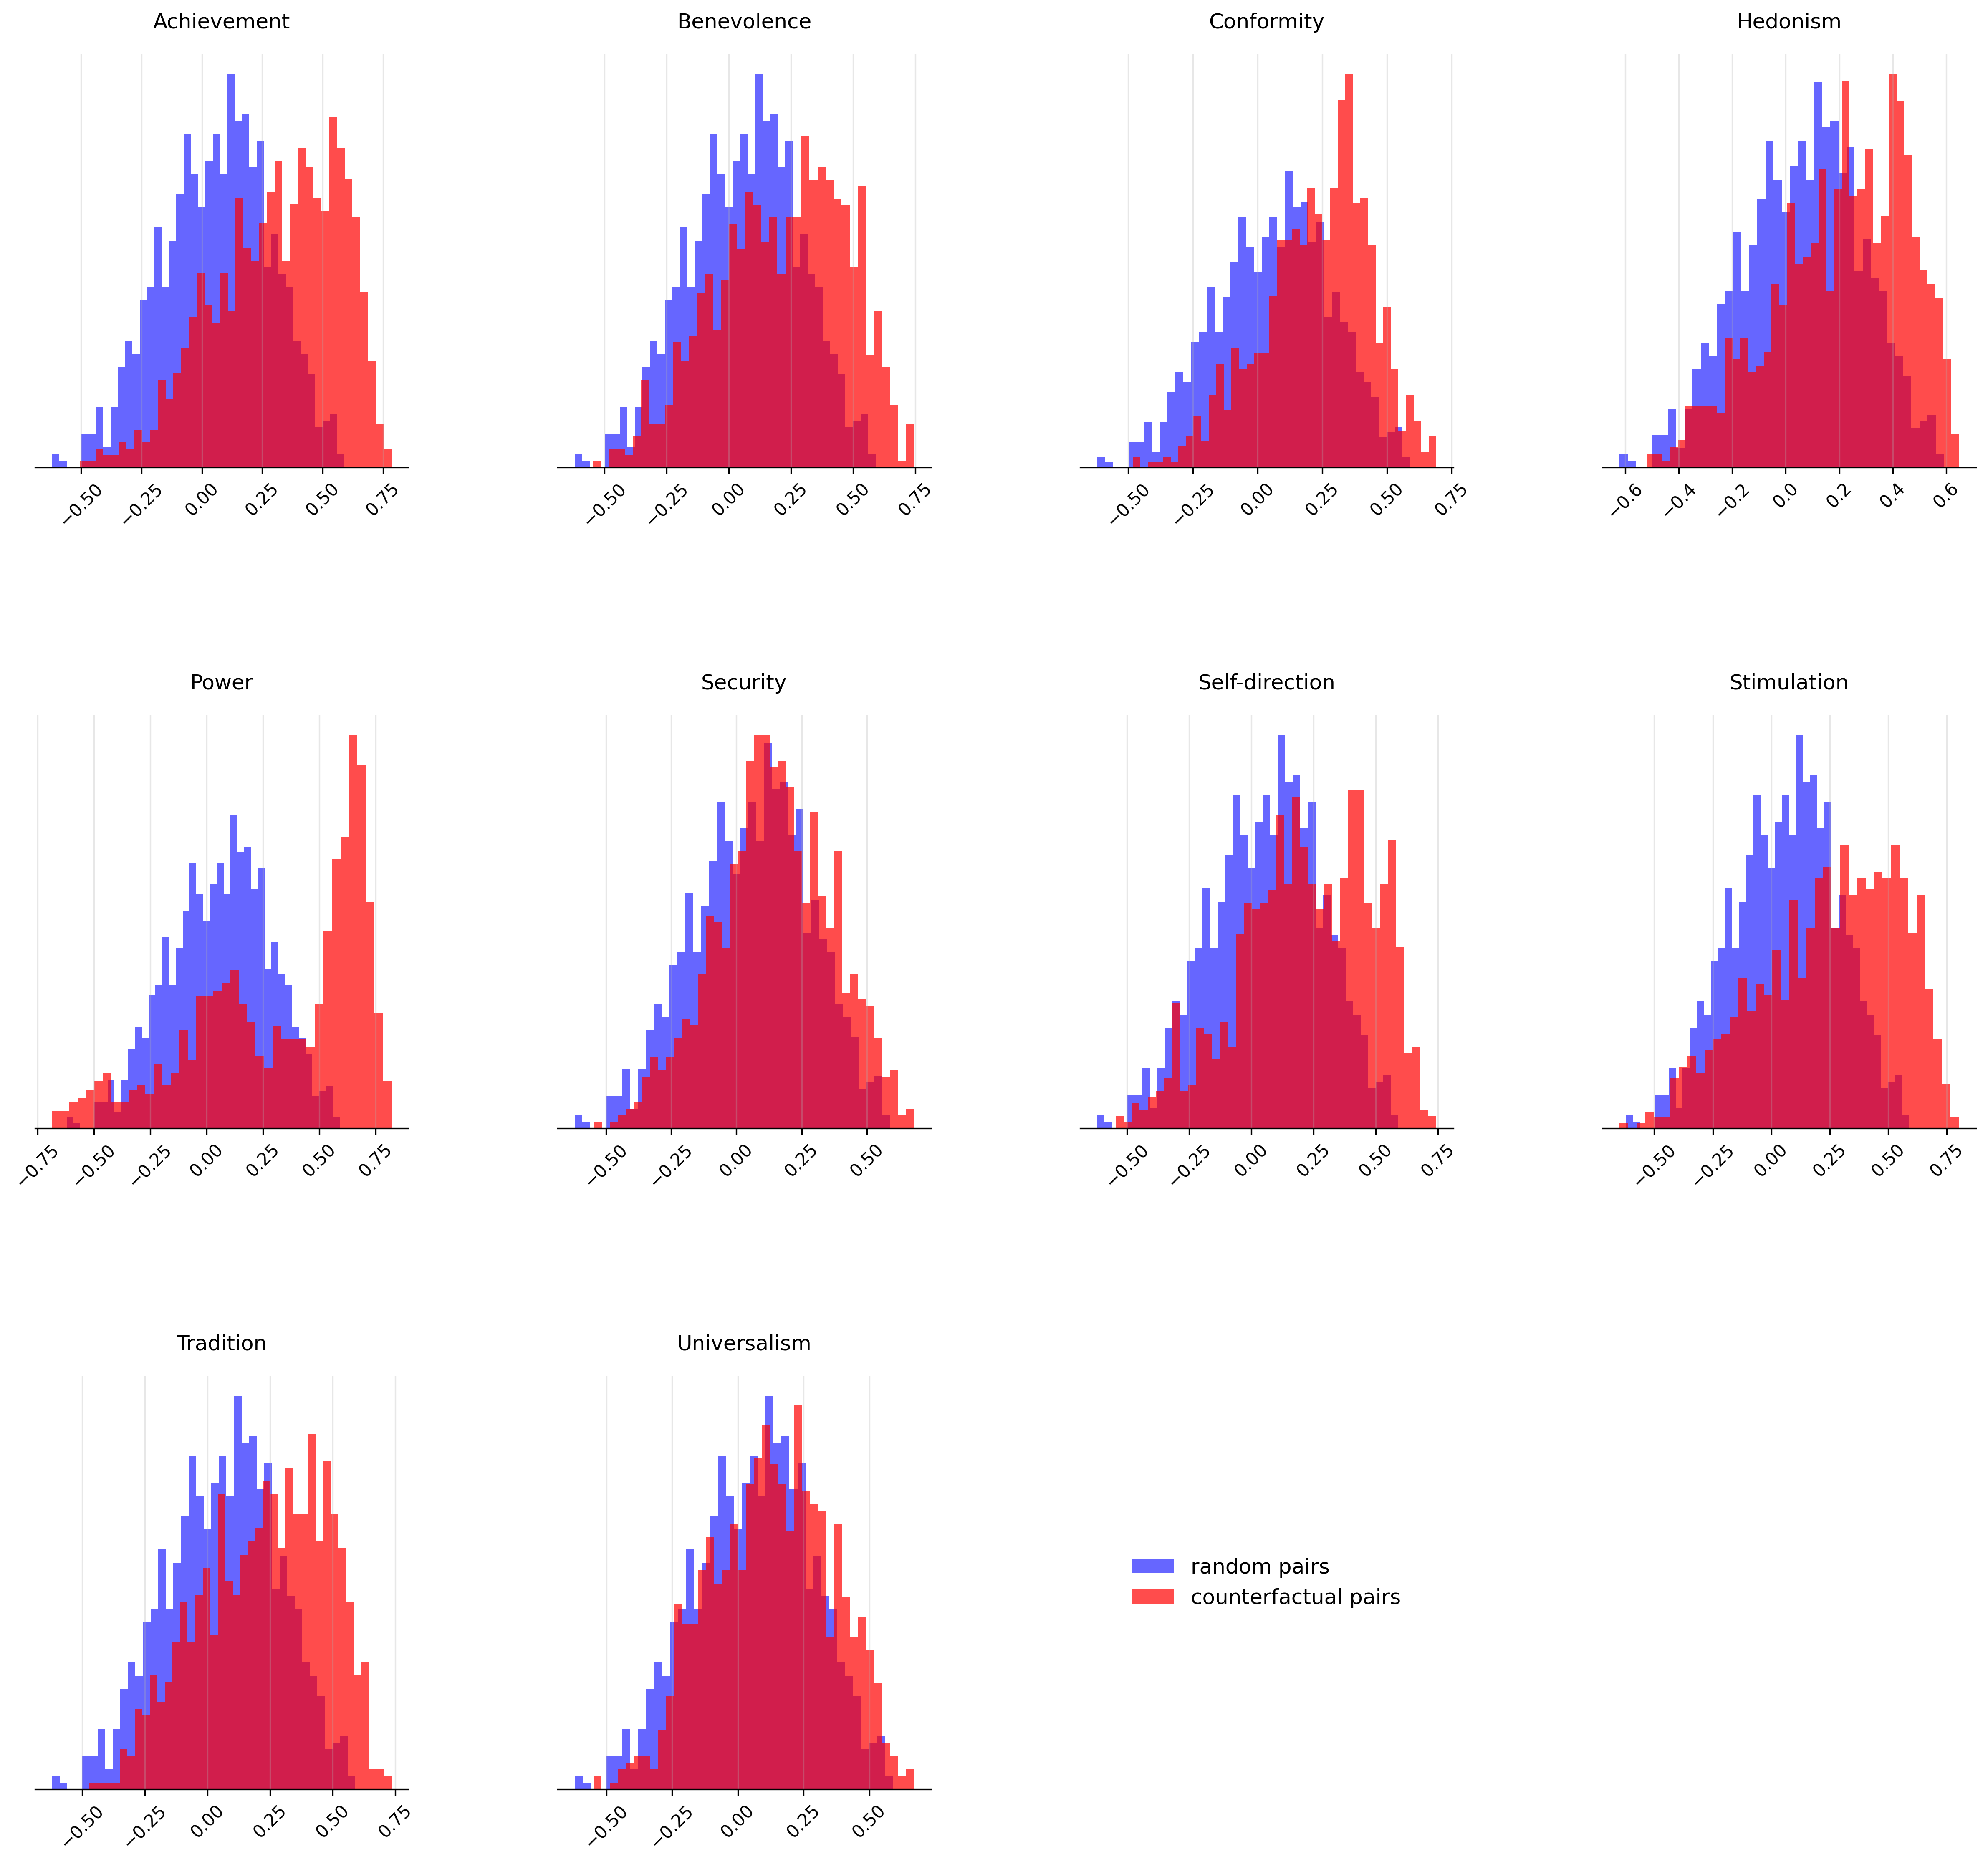 Achievement
Benevolence
Conformity
Hedonism
−0.50 −0.25 0.00 0.25 0.50 0.75
−0.50 −0.25 0.00 0.25 0.50 0.75
−0.50 −0.25 0.00 0.25 0.50 0.75
−0.6 −0.4 −0.2 0.0 0.2 0.4 0.6
Power
Security
Self-direction
Stimulation
−0.75 −0.50 −0.25 0.00 0.25 0.50 0.75
−0.50 −0.25 0.00 0.25 0.50
−0.50 −0.25 0.00 0.25 0.50 0.75
−0.50 −0.25 0.00 0.25 0.50 0.75
Tradition
Universalism
random pairs
counterfactual pairs
−0.50 −0.25 0.00 0.25 0.50 0.75
−0.50 −0.25 0.00 0.25 0.50